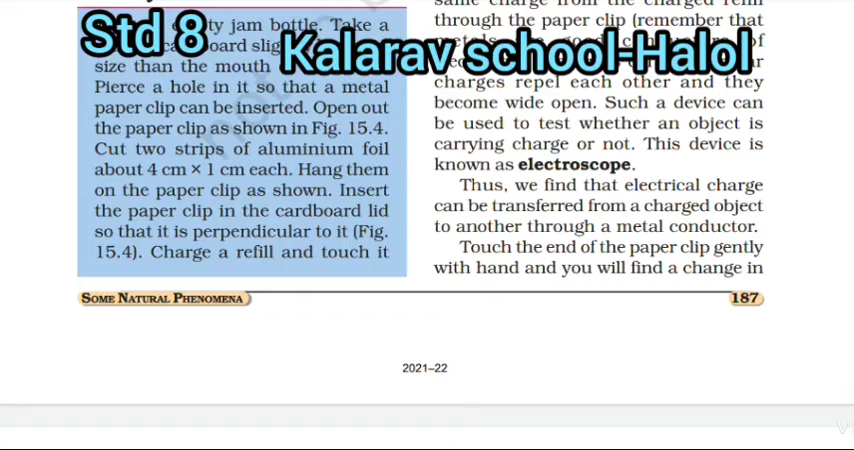 Std 8
Kalarav school-Halol
ty jam bottle. Take a
size than the mouth
Pierce a hole in it so that a metal
paper clip can be inserted. Open out
the paper clip as shown in Fig. 15.4.
Cut two strips of aluminium foil
about 4 cm × 1 cm each. Hang them
on the paper clip as shown. Insert
the paper clip in the cardboard lid
so that it is perpendicular to it (Fig.
15.4). Charge a refill and touch it
same charge from the charged refill
through the paper clip (remember that
of
charges repel each other and they
become wide open. Such a device can
be used to test whether an object is
carrying charge or not. This device is
known as electroscope.
Thus, we find that electrical charge
can be transferred from a charged object
to another through a metal conductor.
Touch the end of the paper clip gently
with hand and you will find a change in
SOME NATURAL PHENOMENA
187
2021–22